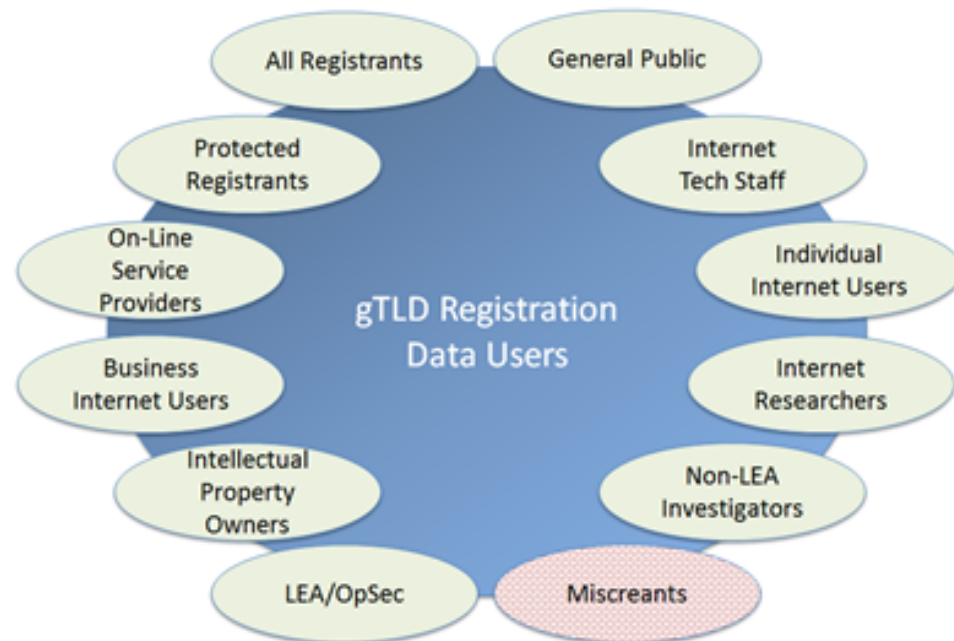 All Registrants
General Public
Protected
Registrants
Internet
Tech Staff
On-Line
Service
Providers
Individual
Internet Users
gTLD Registration
Data Users
Business
Internet Users
Internet
Researchers
Intellectual
Property
Owners
Non-LEA
Investigators
LEA/OpSec
Miscreants